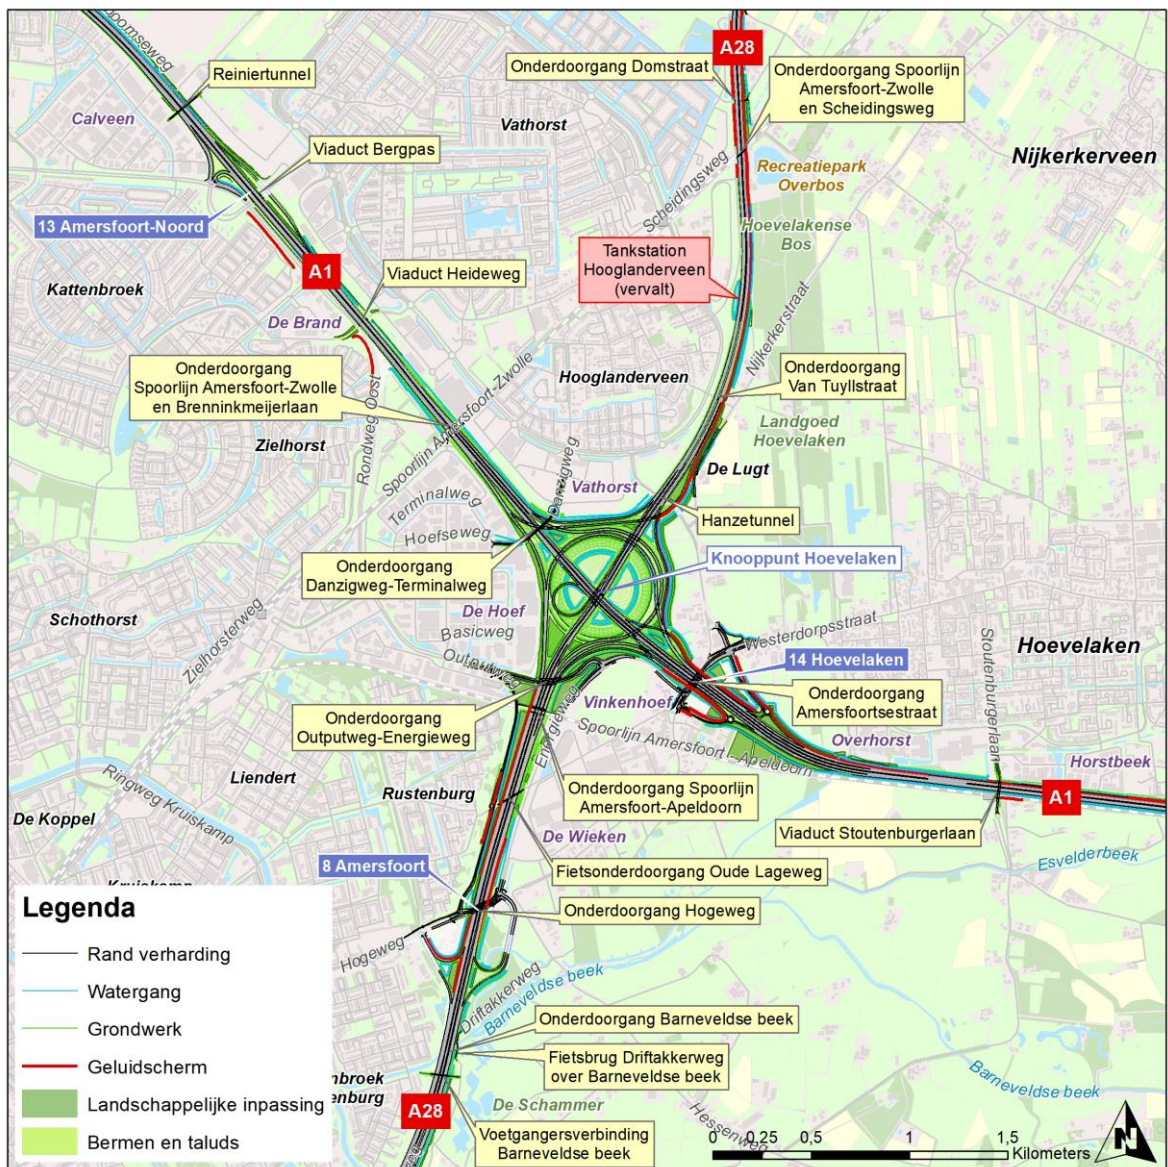 A28
Onderdoorgang Domstraat
Onderdoorgang Spoorlijn
Amersfoort-Zwolle
en Scheidingsweg
Reiniertunnel
Calveen
Vathorst
Viaduct Bergpas
Nijkerkerveen
Recreatiepark
Overbos
Scheidingsweg
13 Amersfoort-Noord
Hoevelakense
Bos
Tankstation
Hooglanderveen
(vervalt)
A1
Viaduct Heideweg
Kattenbroek
De Brand
Nijkerkerstraat
Onderdoorgang
Spoorlijn Amersfoort-Zwolle
en Brenninkmeijerlaan
Hooglanderveen
Onderdoorgang
Van Tuyllstraat
Spoorlijn Amersfoort-Zwolle
Rondweg Oost
Zielhorst
Landgoed
Hoevelaken
De Lugt
Danzigweg
Vathorst
Terminalweg
Hoefseweg
Hanzetunnel
Onderdoorgang
Danzigweg-Terminalweg
Knooppunt Hoevelaken
Schothorst
De Hoef
Basicweg
Zielhorsterweg
Outputweg
Westerdorpsstraat
Stoutenburgerlaan
Hoevelaken
14 Hoevelaken
Onderdoorgang
Amersfoortsestraat
Vinkenhoef
Energieweg
Onderdoorgang
Outputweg-Energieweg
Spoorlijn Amersfoort - Apeldoorn
Overhorst
Horstbeek
Liendert
Ringweg Kruiskamp
Rustenburg
Onderdoorgang Spoorlijn
Amersfoort-Apeldoorn
A1
De Koppel
De Wieken
Viaduct Stoutenburgerlaan
Esvelderbeek
8 Amersfoort
Fietsonderdoorgang Oude Lageweg
Kruiskamp
Onderdoorgang Hogeweg
Legenda
Rand verharding
Watergang
Grondwerk
Geluidscherm
Landschappelijke inpassing
Bermen en taluds
Hogeweg
Driftakkerweg
Barneveldse beek
Onderdoorgang Barneveldse beek
Fietsbrug Driftakkerweg
over Barneveldse beek
Barneveldse beek
nbroek
enburg
A28
De Schammer
Voetgangersverbinding
Barneveldse beek
Hessenweg
weg
0 0,25 0,5 1 1,5
Kilometers
N